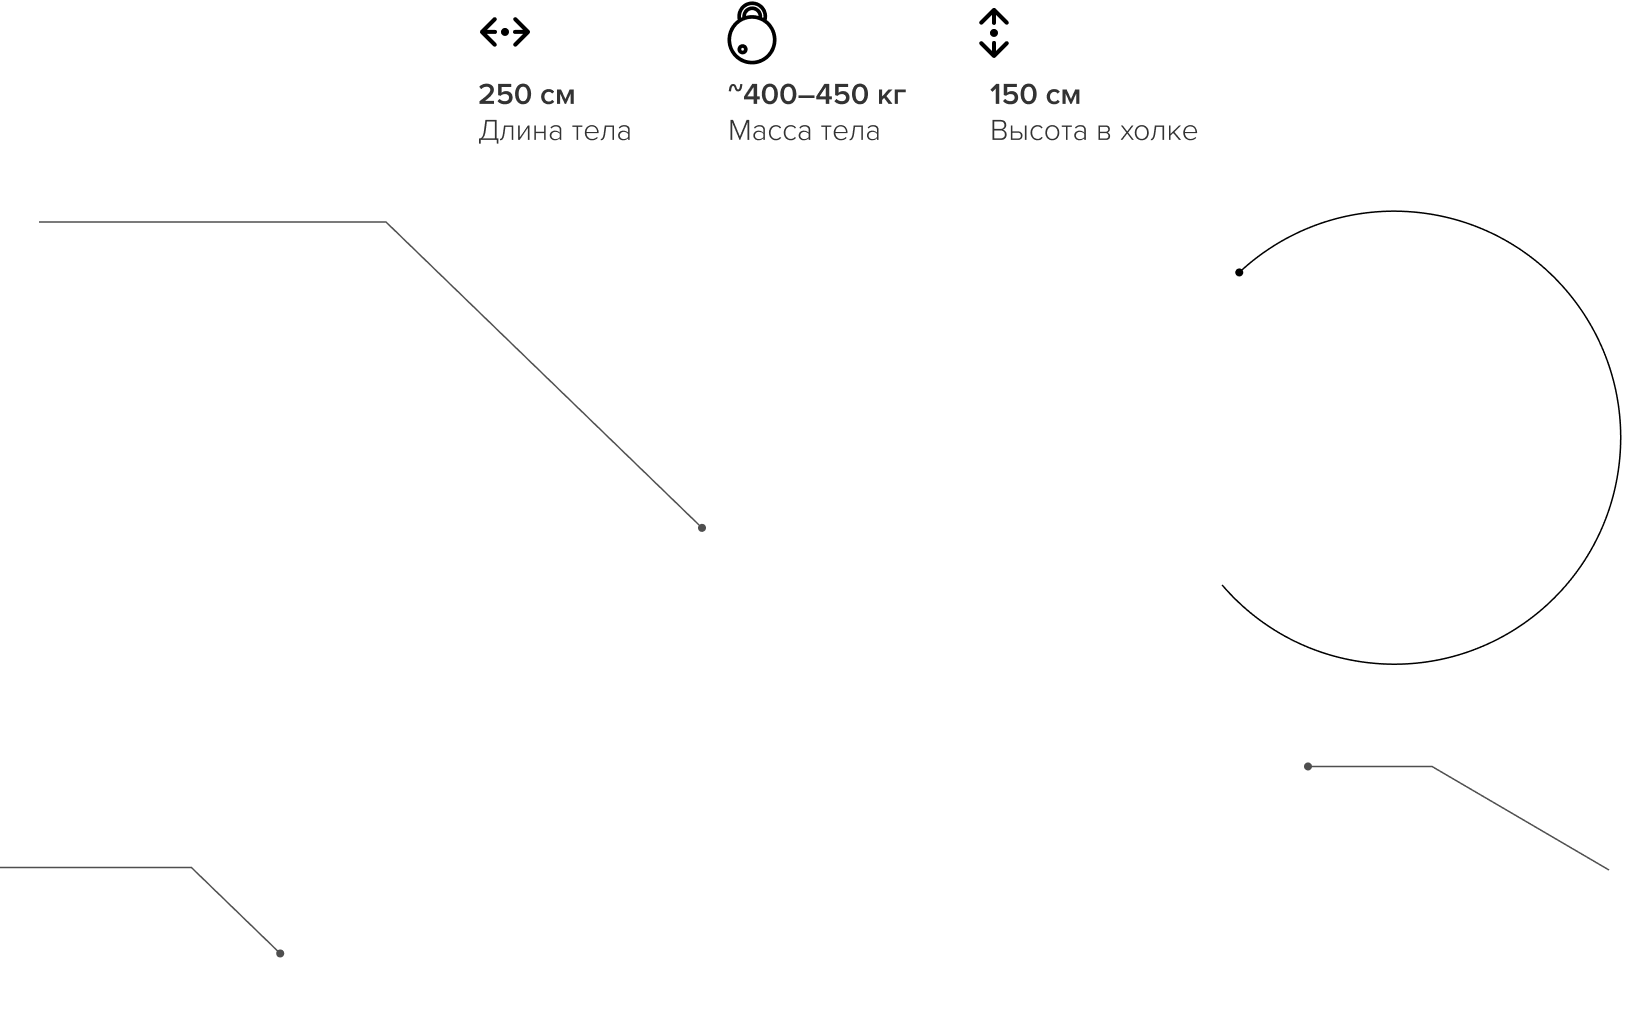 250 см
Длина тела
~400–450 кг
Масса тела
150 см
Высота в холке